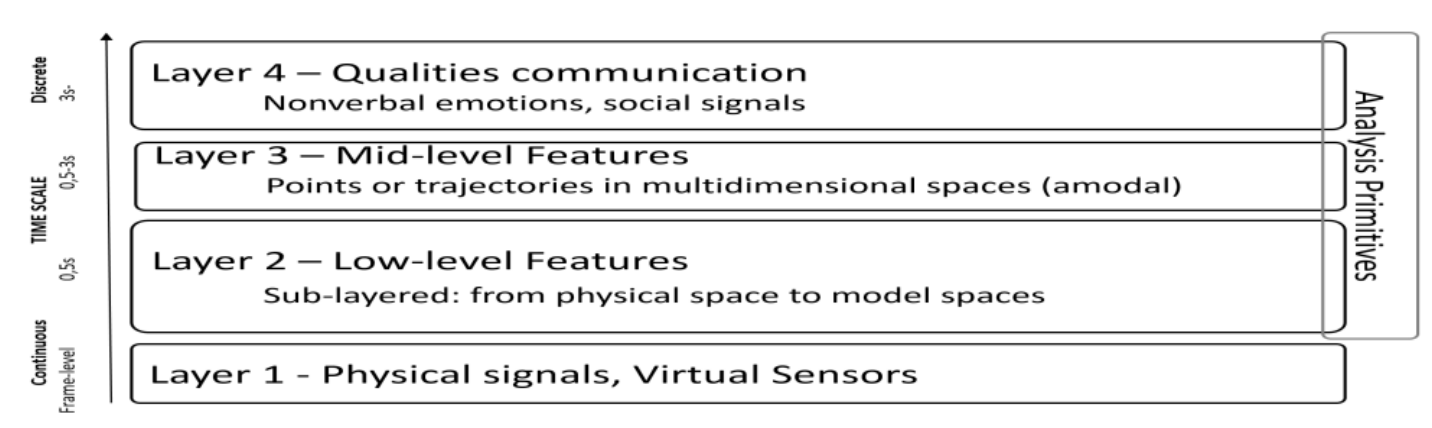 Layer 4 – Qualities communication
Nonverbal emotions, social signals
Layer 3 – Mid-level Features
Points or trajectories in multidimensional spaces (amodal)
Layer 2 – Low-level Features
Sub-layered: from physical space to model spaces
Layer 1 - Physical signals, Virtual Sensors
Analysis Primitives
Continuous
TIME SCALE
Discrete
Frame-level
0,5s
0,5-3s
3s-